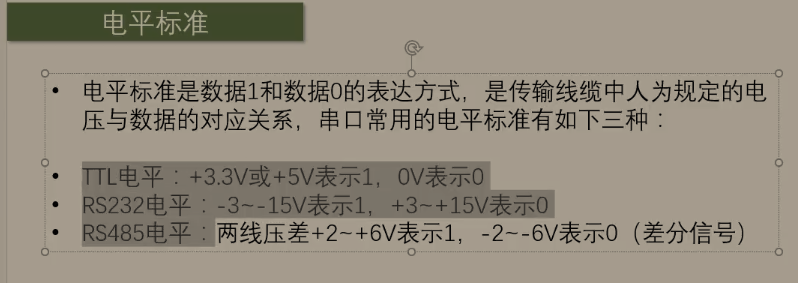 电平标准
• 电平标准是数据1和数据0的表达方式，是传输线缆中人为规定的电
压与数据的对应关系，串口常用的电平标准有如下三种：
• TTL电平：+3.3V或+5V表示1，0V表示0
• RS232电平：-3~-15V表示1，+3~+15V表示0
• RS485电平：两线压差+2~+6V表示1，-2~-6V表示0（差分信号）